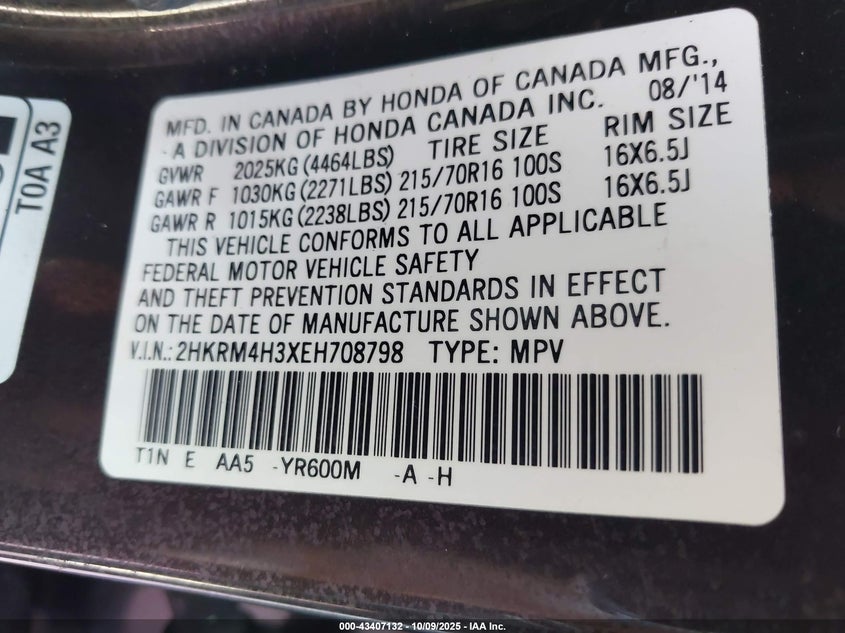 T0A A3
MFD. IN CANADA BY HONDA OF CANADA MFG.,
-A DIVISION OF HONDA CANADA INC. 08/'14
GVWR 2025KG (4464LBS) TIRE SIZE RIM SIZE
GAWR F 1030KG (2271LBS) 215/70R16 100S 16X6.5J
GAWR R 1015KG (2238LBS) 215/70R16 100S 16X6.5J
THIS VEHICLE CONFORMS TO ALL APPLICABLE
FEDERAL MOTOR VEHICLE SAFETY
AND THEFT PREVENTION STANDARDS IN EFFECT
ON THE DATE OF MANUFACTURE SHOWN ABOVE.
V.I.N.: 2HKRM4H3XEH708798 TYPE: MPV
T1N E AA5 -YR600M -A -H
000-43407132 - 10/09/2025 - IAA Inc.